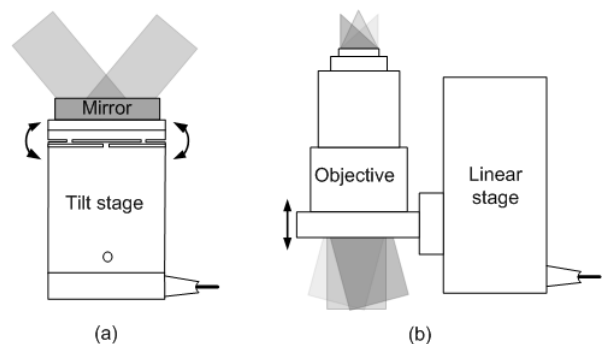 Mirror
Tilt stage
(a)
Objective
Linear
stage
(b)